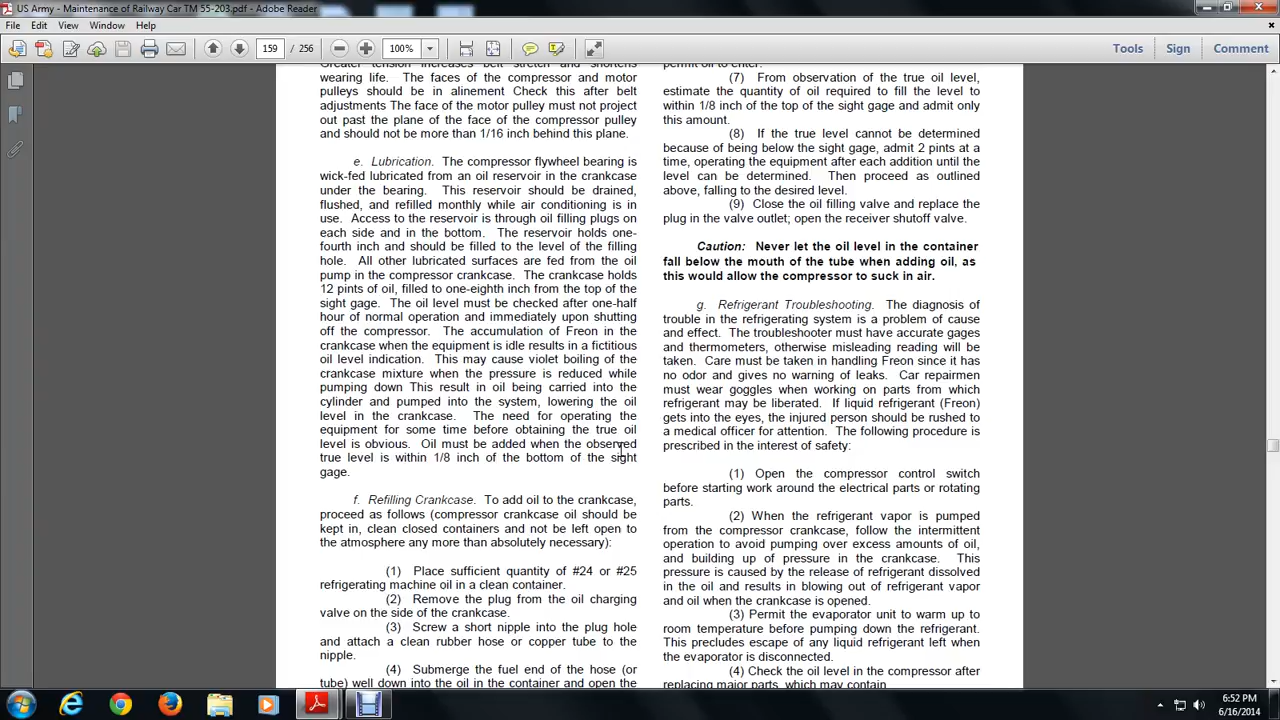 US Army - Maintenance of Railway Car TM 55-203.pdf - Adobe Reader
File Edit View Window Help
159 / 256 100% Tools Sign Comment
Greater tension increases belt stretch and shortens
wearing life. The faces of the compressor and motor
pulleys should be in alinement Check this after belt
adjustments The face of the motor pulley must not project
out past the plane of the face of the compressor pulley
and should not be more than 1/16 inch behind this plane.
e. Lubrication. The compressor flywheel bearing is
wick-fed lubricated from an oil reservoir in the crankcase
under the bearing. This reservoir should be drained,
flushed, and refilled monthly while air conditioning is in
use. Access to the reservoir is through oil filling plugs on
each side and in the bottom. The reservoir holds one-
fourth inch and should be filled to the level of the filling
hole. All other lubricated surfaces are fed from the oil
pump in the compressor crankcase. The crankcase holds
12 pints of oil, filled to one-eighth inch from the top of the
sight gage. The oil level must be checked after one-half
hour of normal operation and immediately upon shutting
off the compressor. The accumulation of Freon in the
crankcase when the equipment is idle results in a fictitious
oil level indication. This may cause violet boiling of the
crankcase mixture when the pressure is reduced while
pumping down This result in oil being carried into the
cylinder and pumped into the system, lowering the oil
level in the crankcase. The need for operating the
equipment for some time before obtaining the true oil
level is obvious. Oil must be added when the observed
true level is within 1/8 inch of the bottom of the sight
gage.
f. Refilling Crankcase. To add oil to the crankcase,
proceed as follows (compressor crankcase oil should be
kept in, clean closed containers and not be left open to
the atmosphere any more than absolutely necessary):
(1) Place sufficient quantity of #24 or #25
refrigerating machine oil in a clean container.
(2) Remove the plug from the oil charging
valve on the side of the crankcase.
(3) Screw a short nipple into the plug hole
and attach a clean rubber hose or copper tube to the
nipple.
(4) Submerge the fuel end of the hose (or
tube) well down into the oil in the container and open the
permit oil to enter.
(7) From observation of the true oil level,
estimate the quantity of oil required to fill the level to
within 1/8 inch of the top of the sight gage and admit only
this amount.
(8) If the true level cannot be determined
because of being below the sight gage, admit 2 pints at a
time, operating the equipment after each addition until the
level can be determined. Then proceed as outlined
above, falling to the desired level.
(9) Close the oil filling valve and replace the
plug in the valve outlet; open the receiver shutoff valve.
Caution: Never let the oil level in the container
fall below the mouth of the tube when adding oil, as
this would allow the compressor to suck in air.
g. Refrigerant Troubleshooting. The diagnosis of
trouble in the refrigerating system is a problem of cause
and effect. The troubleshooter must have accurate gages
and thermometers, otherwise misleading reading will be
taken. Care must be taken in handling Freon since it has
no odor and gives no warning of leaks. Car repairmen
must wear goggles when working on parts from which
refrigerant may be liberated. If liquid refrigerant (Freon)
gets into the eyes, the injured person should be rushed to
a medical officer for attention. The following procedure is
prescribed in the interest of safety:
(1) Open the compressor control switch
before starting work around the electrical parts or rotating
parts.
(2) When the refrigerant vapor is pumped
from the compressor crankcase, follow the intermittent
operation to avoid pumping over excess amounts of oil,
and building up of pressure in the crankcase. This
pressure is caused by the release of refrigerant dissolved
in the oil and results in blowing out of refrigerant vapor
and oil when the crankcase is opened.
(3) Permit the evaporator unit to warm up to
room temperature before pumping down the refrigerant.
This precludes escape of any liquid refrigerant left when
the evaporator is disconnected.
(4) Check the oil level in the compressor after
replacing major parts, which may contain
6:52 PM
6/16/2014